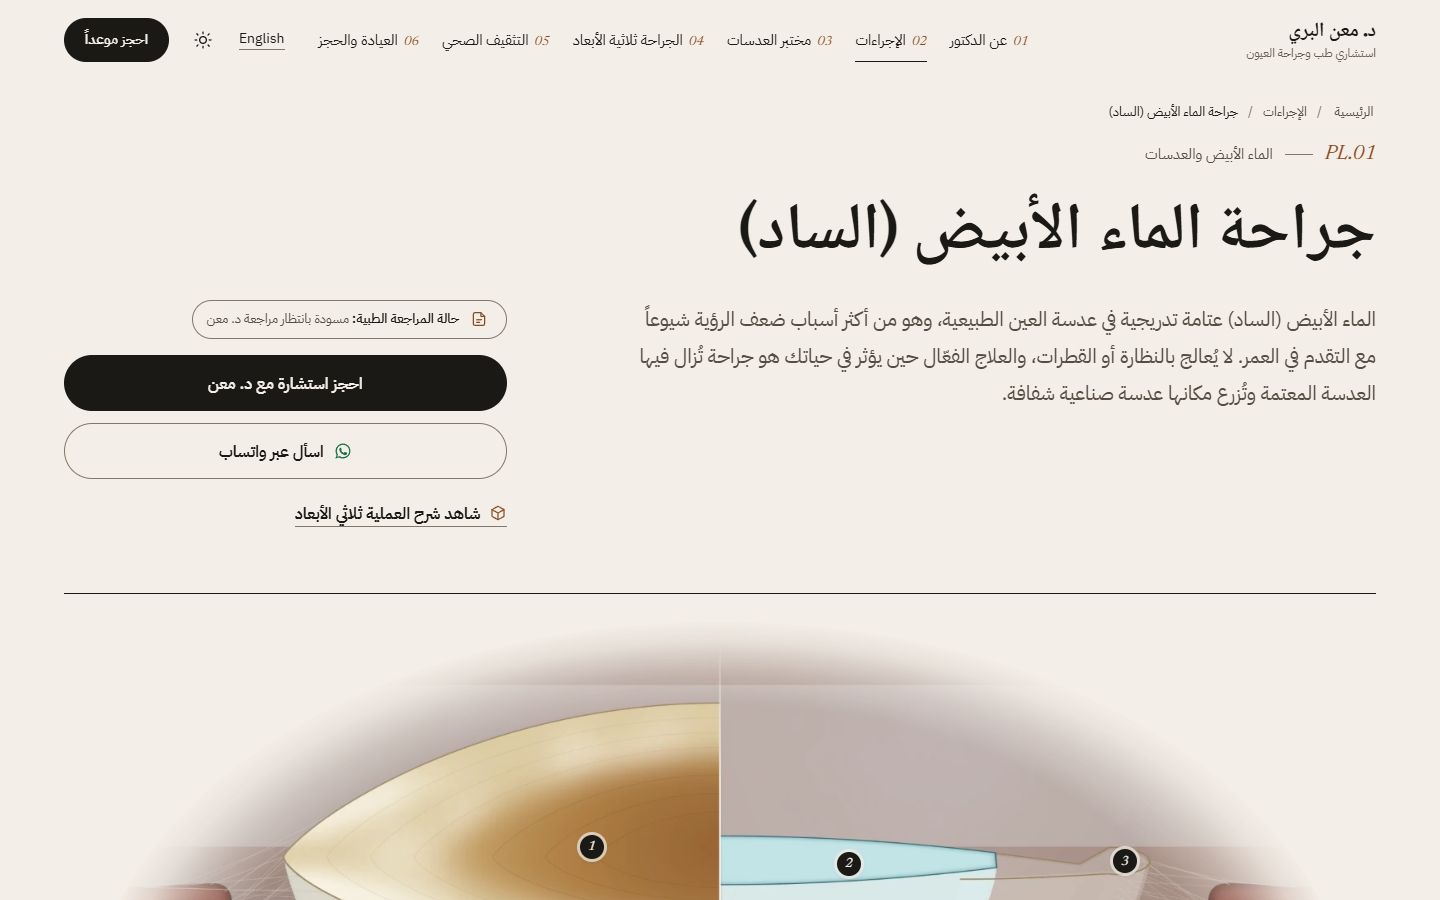 د. معن البري
استشاري طب وجراحة العيون
01 عن الدكتور
02 الإجراءات
03 مختبر العدسات
04 الجراحة ثلاثية الأبعاد
05 التثقيف الصحي
06 العيادة والحجز
English
احجز موعداً
الرئيسية / الإجراءات / جراحة الماء الأبيض (الساد)
PL.01 — الماء الأبيض والعدسات
جراحة الماء الأبيض (الساد)
الماء الأبيض (الساد) عتامة تدريجية في عدسة العين الطبيعية، وهو من أكثر أسباب ضعف الرؤية شيوعاً
مع التقدم في العمر. لا يُعالج بالنظارة أو القطرات، والعلاج الفعّال حين يؤثر في حياتك هو جراحة تُزال فيها
العدسة المعتمة وتُزرع مكانها عدسة صناعية شفافة.
حالة المراجعة الطبية: مسودة بانتظار مراجعة د. معن
احجز استشارة مع د. معن
اسأل عبر واتساب
شاهد شرح العملية ثلاثي الأبعاد
1
2
3